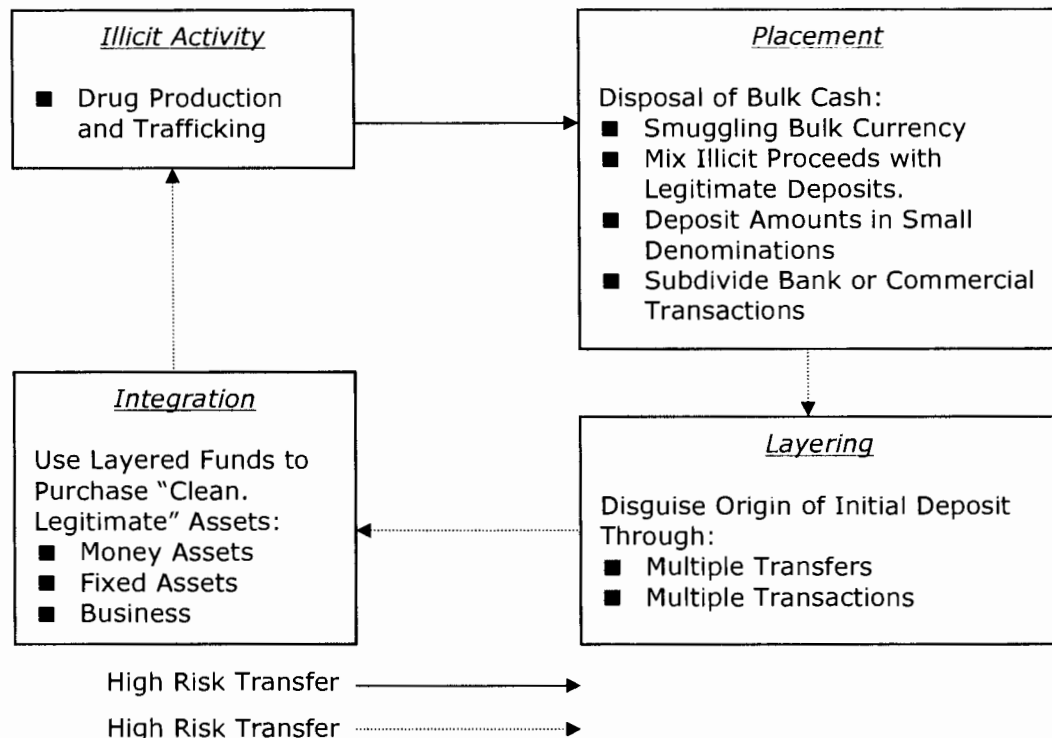 Illicit Activity
■ Drug Production
and Trafficking
Placement
Disposal of Bulk Cash:
■ Smuggling Bulk Currency
■ Mix Illicit Proceeds with
Legitimate Deposits.
■ Deposit Amounts in Small
Denominations
■ Subdivide Bank or Commercial
Transactions
Integration
Use Layered Funds to
Purchase “Clean.
Legitimate” Assets:
■ Money Assets
■ Fixed Assets
■ Business
Layering
Disguise Origin of Initial Deposit
Through:
■ Multiple Transfers
■ Multiple Transactions
High Risk Transfer
High Risk Transfer